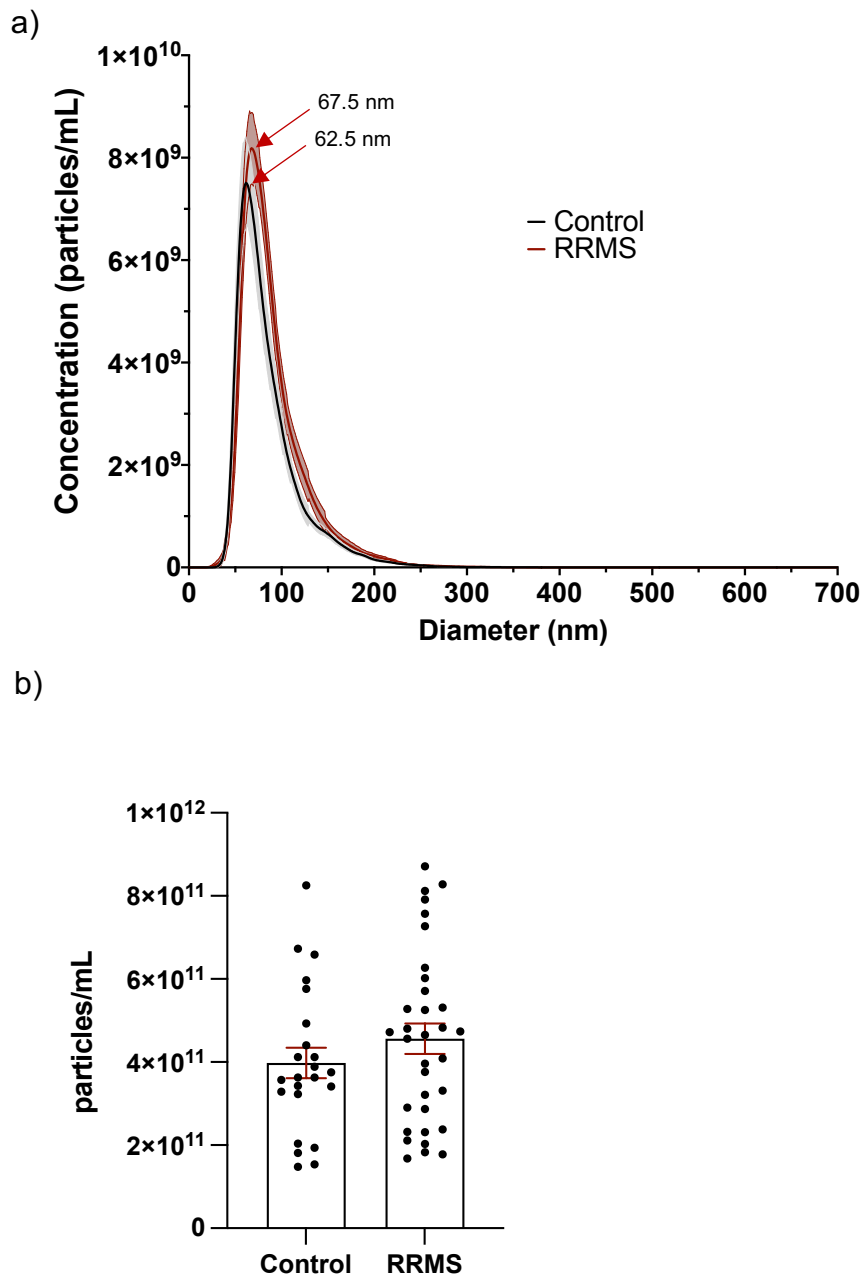 a)
1×10¹⁰
8×10⁹
6×10⁹
4×10⁹
2×10⁹
0
Concentration (particles/mL)
67.5 nm
62.5 nm
Control
RRMS
0 100 200 300 400 500 600 700
Diameter (nm)
b)
1×10¹²
8×10¹¹
6×10¹¹
4×10¹¹
2×10¹¹
0
particles/mL
Control RRMS